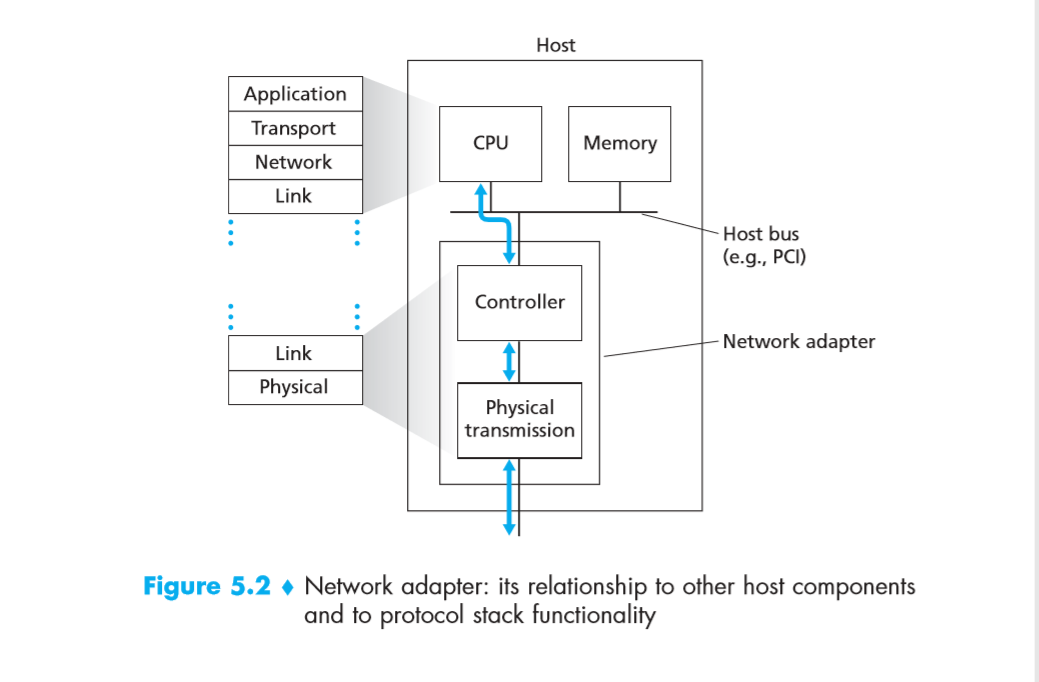 Host
Application
Transport
Network
Link
CPU
Memory
Host bus
(e.g., PCI)
Controller
Network adapter
Link
Physical
Physical
transmission
Figure 5.2 ♦ Network adapter: its relationship to other host components
and to protocol stack functionality